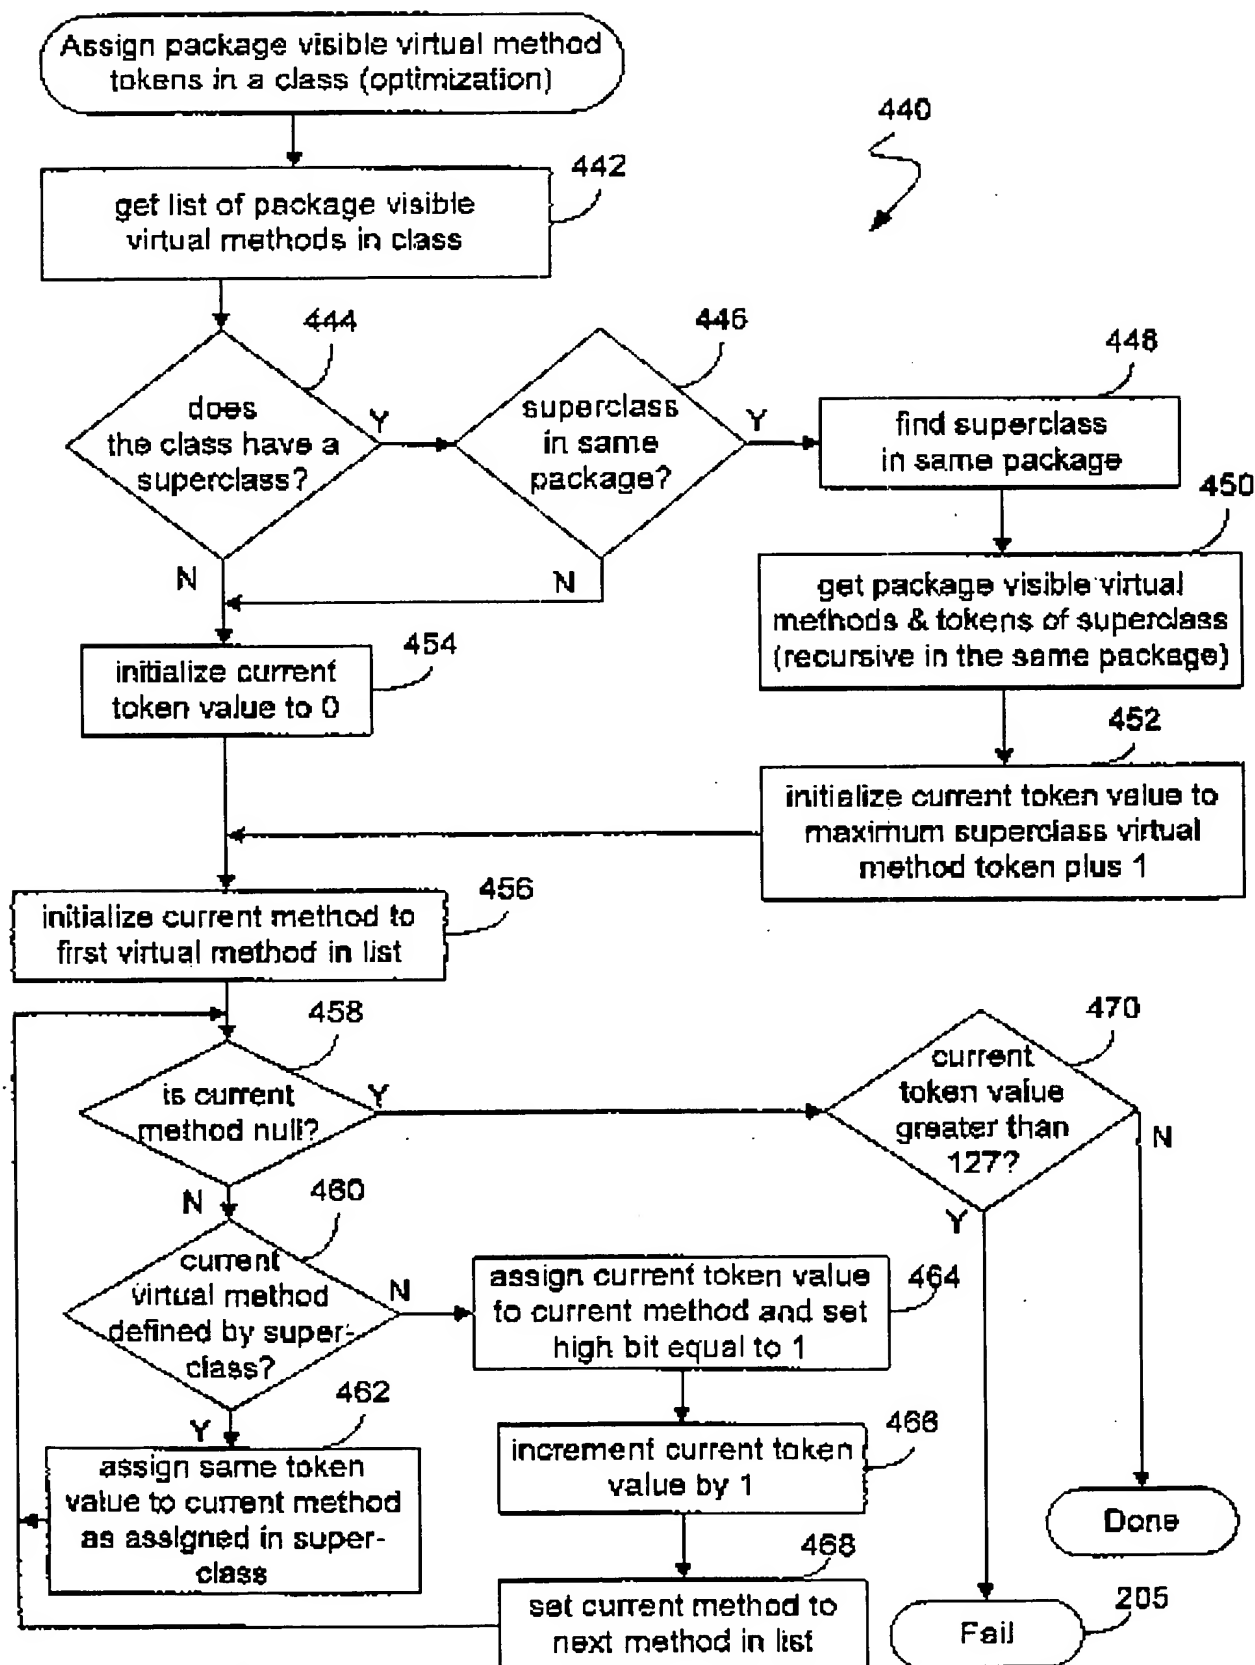 Assign package visible virtual method
tokens in a class (optimization)
440
442
get list of package visible
virtual methods in class
444
446
448
does
the class have a
superclass?
Y
superclass
in same
package?
Y
find superclass
in same package
450
N
N
get package visible virtual
methods & tokens of superclass
(recursive in the same package)
454
initialize current
token value to 0
452
initialize current token value to
maximum superclass virtual
method token plus 1
456
initialize current method to
first virtual method in list
458
470
is current
method null?
Y
current
token value
greater than
127?
N
N
460
Y
current
virtual method
defined by super-
class?
N
assign current token value
to current method and set
high bit equal to 1
464
462
Y
assign same token
value to current method
as assigned in super-
class
466
increment current token
value by 1
Done
468
set current method to
next method in list
205
Fail